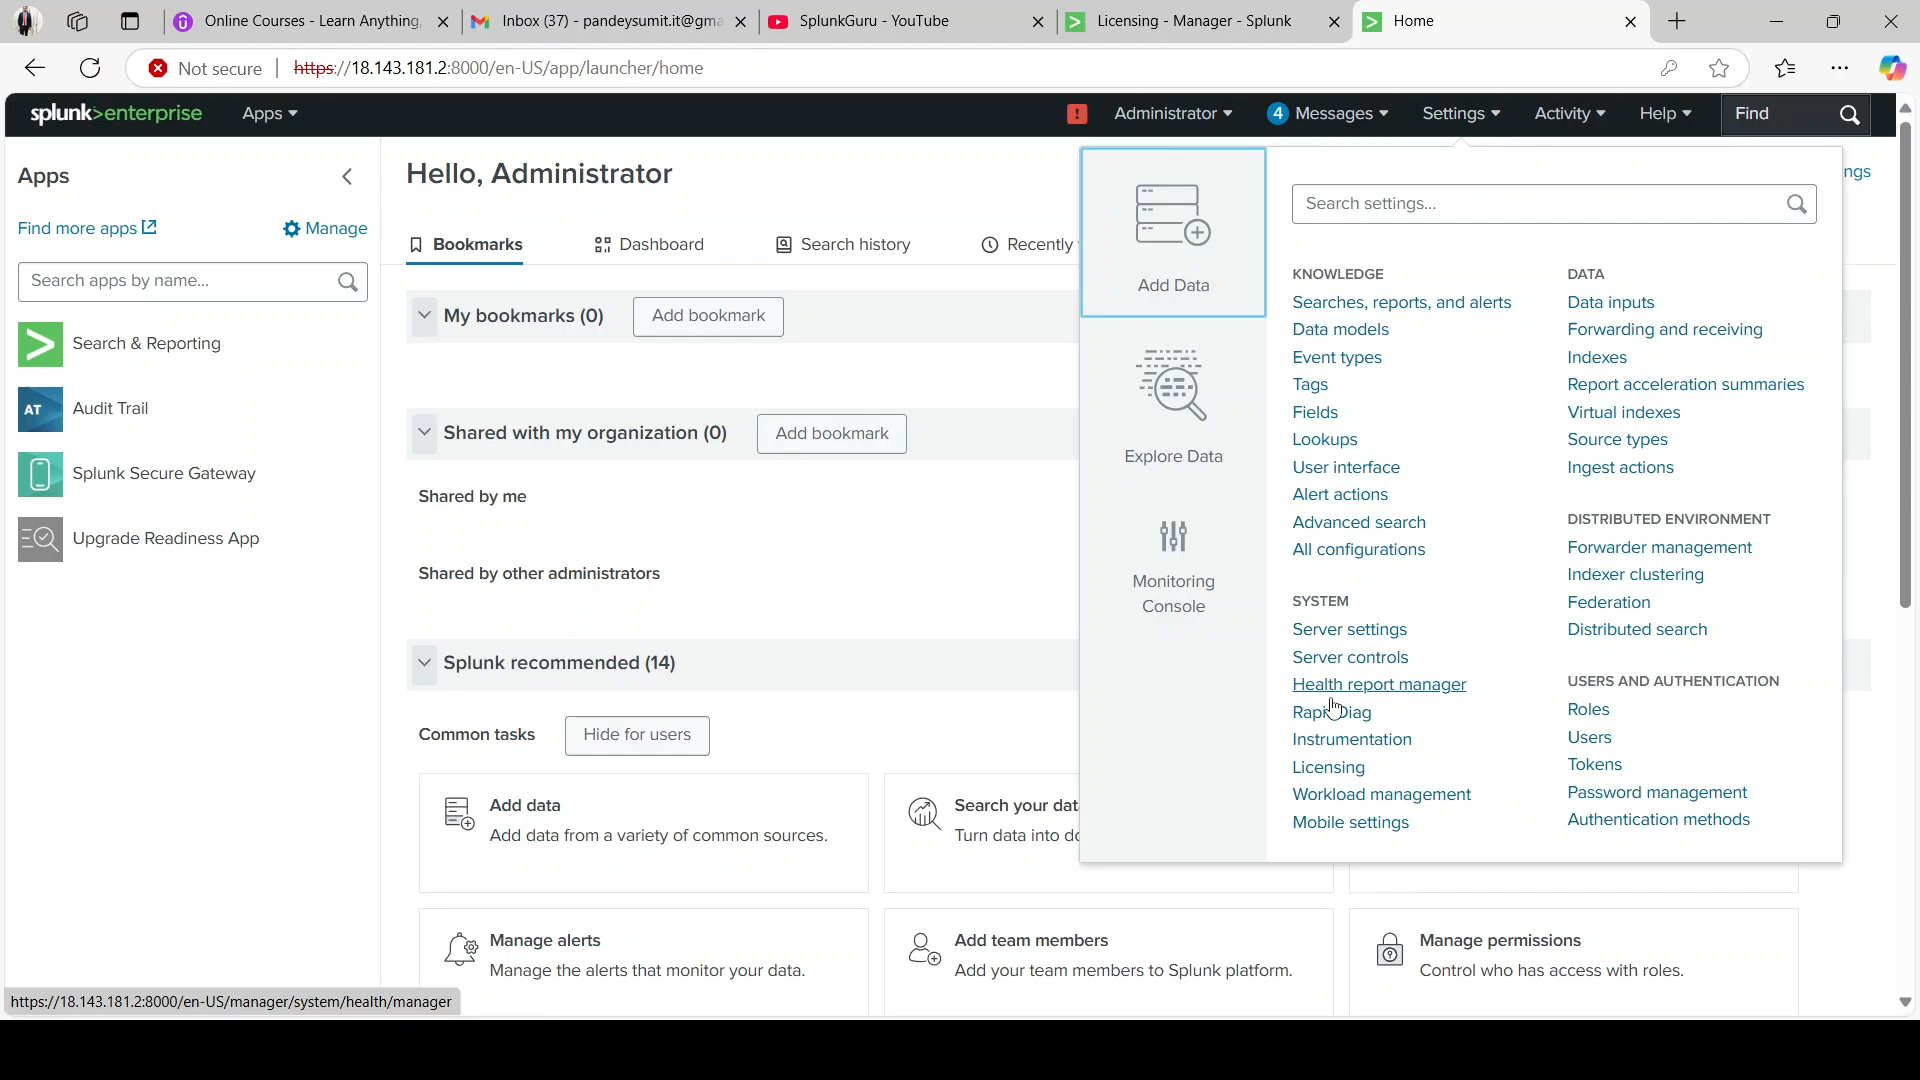 Online Courses - Learn Anything,
Inbox (37) - pandeysumit.it@gma
SplunkGuru - YouTube
Licensing - Manager - Splunk
Home
Not secure
https://18.143.181.2:8000/en-US/app/launcher/home
splunk>enterprise
Apps
Administrator
4 Messages
Settings
Activity
Help
Find
Apps
Find more apps
Manage
Search apps by name...
Search & Reporting
AT Audit Trail
Splunk Secure Gateway
Upgrade Readiness App
Hello, Administrator
ngs
Bookmarks
Dashboard
Search history
Recently
My bookmarks (0)
Add bookmark
Shared with my organization (0)
Add bookmark
Shared by me
Shared by other administrators
Splunk recommended (14)
Common tasks
Hide for users
Add data
Add data from a variety of common sources.
Search your dat
Turn data into do
Manage alerts
Manage the alerts that monitor your data.
Add team members
Add your team members to Splunk platform.
Manage permissions
Control who has access with roles.
Add Data
Explore Data
Monitoring
Console
Search settings...
KNOWLEDGE
Searches, reports, and alerts
Data models
Event types
Tags
Fields
Lookups
User interface
Alert actions
Advanced search
All configurations
SYSTEM
Server settings
Server controls
Health report manager
RapidDiag
Instrumentation
Licensing
Workload management
Mobile settings
DATA
Data inputs
Forwarding and receiving
Indexes
Report acceleration summaries
Virtual indexes
Source types
Ingest actions
DISTRIBUTED ENVIRONMENT
Forwarder management
Indexer clustering
Federation
Distributed search
USERS AND AUTHENTICATION
Roles
Users
Tokens
Password management
Authentication methods
https://18.143.181.2:8000/en-US/manager/system/health/manager